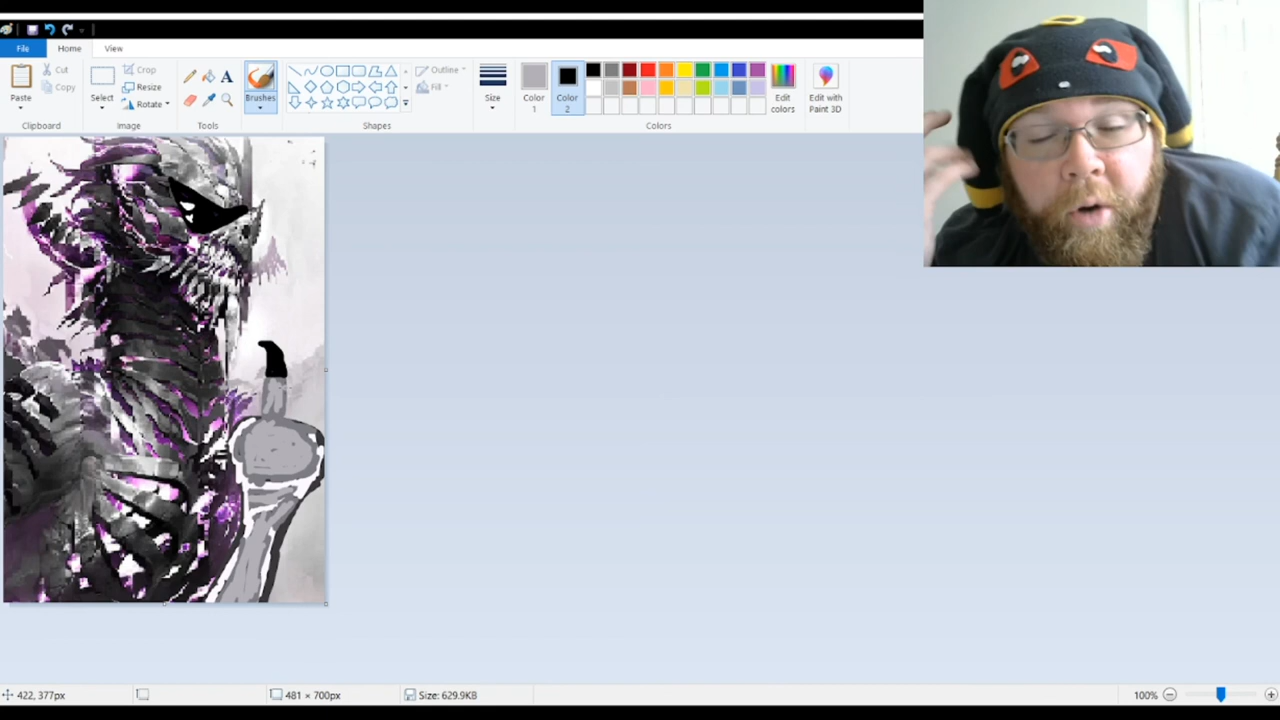 File Home View
Paste
Cut
Copy
Clipboard
Select
Crop
Resize
Rotate
Image
A
Tools
Brushes
Outline
Fill
Shapes
Size
Color
1
Color
2
Edit
colors
Colors
Edit with
Paint 3D
422, 377px
481 × 700px
Size: 629.9KB
100%